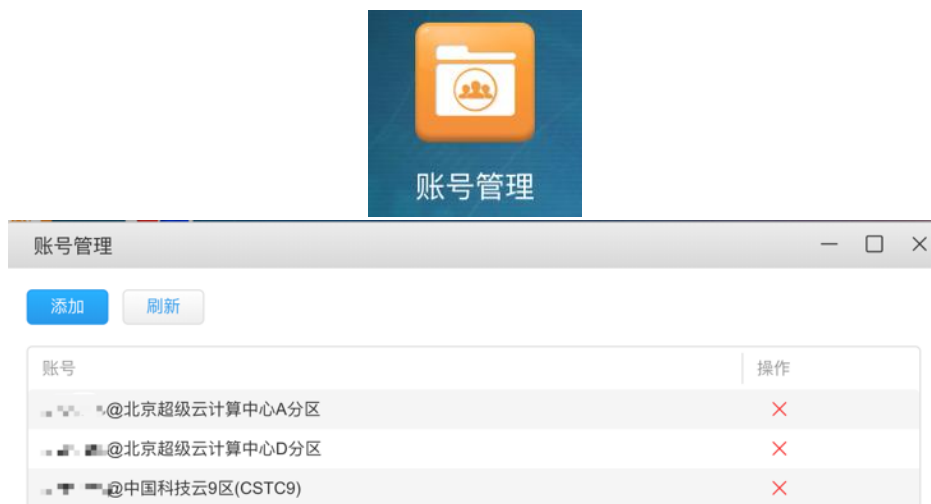 账号管理
账号管理
添加 刷新
账号 操作
@北京超级云计算中心A分区
@北京超级云计算中心D分区
@中国科技云9区(CSTC9)